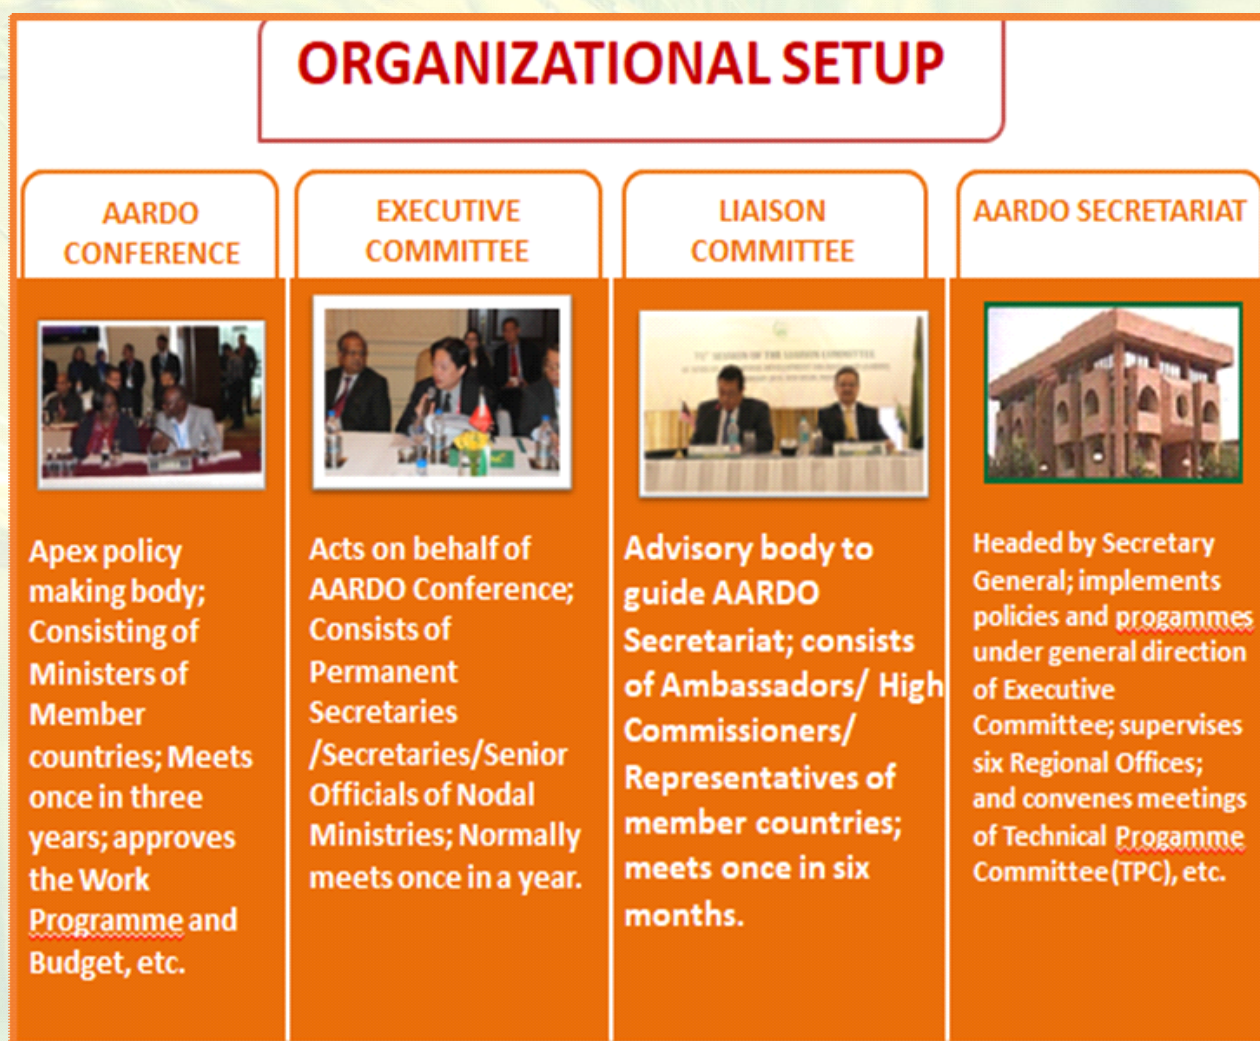 ORGANIZATIONAL SETUP
AARDO
CONFERENCE
Apex policy
making body;
Consisting of
Ministers of
Member
countries; Meets
once in three
years; approves
the Work
Programme and
Budget, etc.
EXECUTIVE
COMMITTEE
Acts on behalf of
AARDO Conference;
Consists of
Permanent
Secretaries
/Secretaries/Senior
Officials of Nodal
Ministries; Normally
meets once in a year.
LIAISON
COMMITTEE
SESSION OF THE LIAISON COMMITTEE
Advisory body to
guide AARDO
Secretariat; consists
of Ambassadors/ High
Commissioners/
Representatives of
member countries;
meets once in six
months.
AARDO SECRETARIAT
Headed by Secretary
General; implements
policies and progammes
under general direction
of Executive
Committee; supervises
six Regional Offices;
and convenes meetings
of Technical Progamme
Committee (TPC), etc.